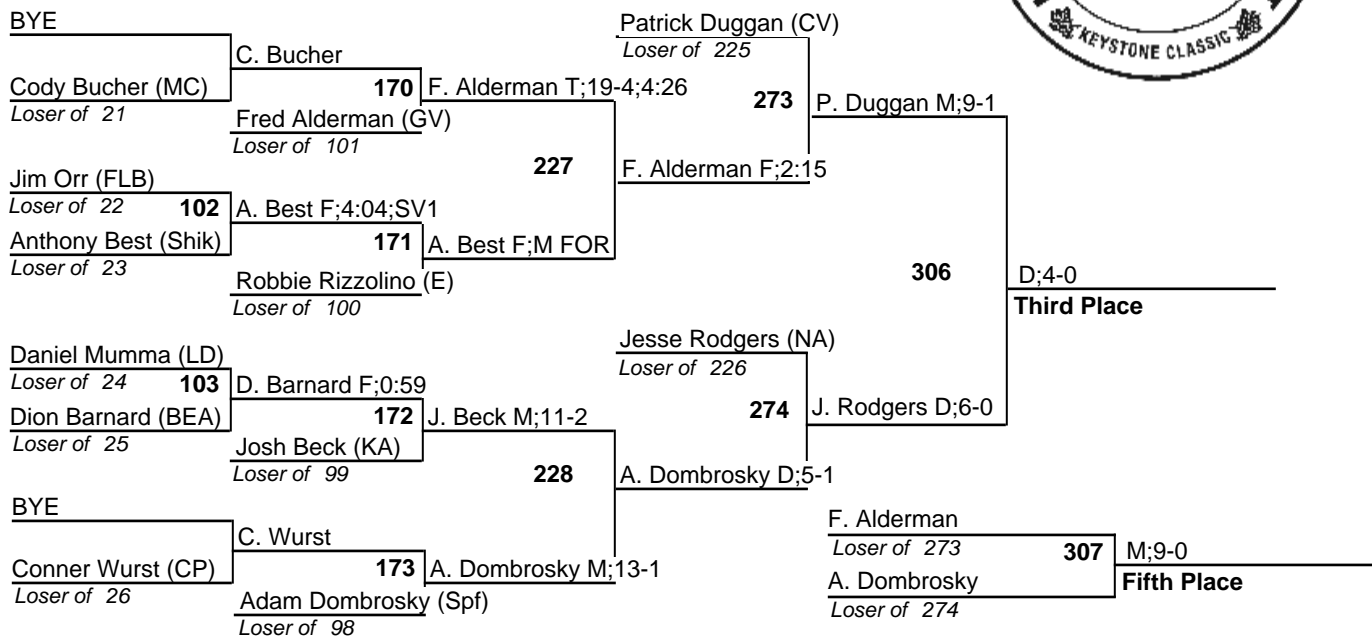 KEYSTONE CLASSIC
BYE
C. Bucher
Cody Bucher (MC)
Loser of 21
170
F. Alderman T;19-4;4:26
Fred Alderman (GV)
Loser of 101
Patrick Duggan (CV)
Loser of 225
273
P. Duggan M;9-1
227
F. Alderman F;2:15
Jim Orr (FLB)
Loser of 22
102
A. Best F;4:04;SV1
Anthony Best (Shik)
Loser of 23
171
A. Best F;M FOR
Robbie Rizzolino (E)
Loser of 100
306
D;4-0
Third Place
Daniel Mumma (LD)
Loser of 24
103
D. Barnard F;0:59
Dion Barnard (BEA)
Loser of 25
172
J. Beck M;11-2
Josh Beck (KA)
Loser of 99
Jesse Rodgers (NA)
Loser of 226
274
J. Rodgers D;6-0
228
A. Dombrosky D;5-1
BYE
C. Wurst
Conner Wurst (CP)
Loser of 26
173
A. Dombrosky M;13-1
Adam Dombrosky (Spf)
Loser of 98
F. Alderman
Loser of 273
307
M;9-0
A. Dombrosky
Fifth Place
Loser of 274